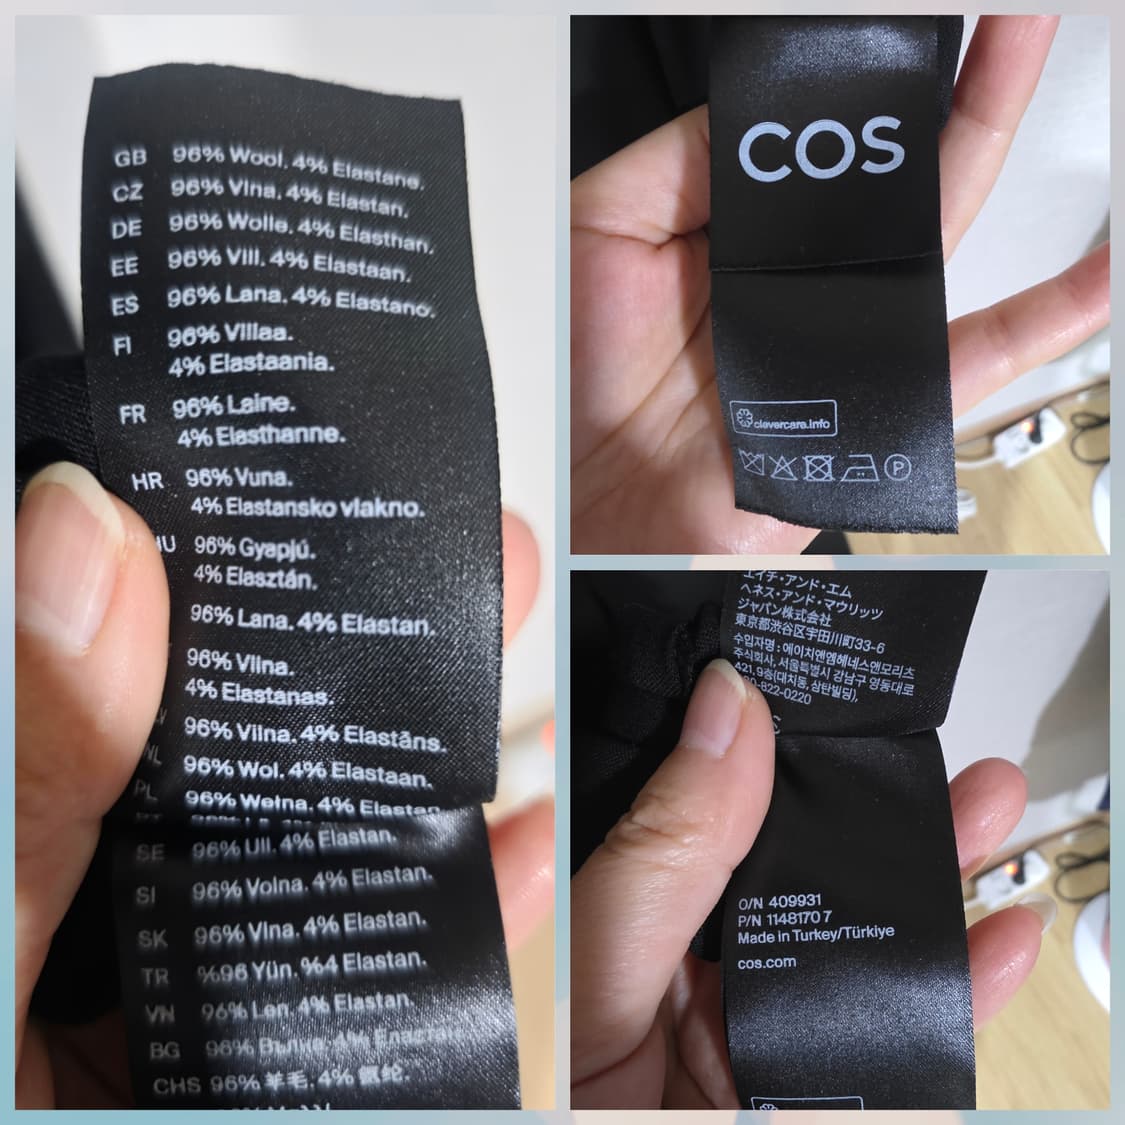 GB 96% Wool. 4% Elastane.
CZ 96% Vlna. 4% Elastan.
DE 96% Wolle. 4% Elasthan.
EE 96% Vill. 4% Elastaan.
ES 96% Lana. 4% Elastano.
FI 96% Villaa.
4% Elastaania.
FR 96% Laine.
4% Elasthanne.
HR 96% Vuna.
4% Elastansko vlakno.
HU 96% Gyapjú.
4% Elasztán.
96% Lana. 4% Elastan.
96% Vilna.
4% Elastanas.
96% Vilna. 4% Elastāns.
NL 96% Wol. 4% Elastaan.
PL 96% Wełna. 4% Elastan
SE 96% Ull. 4% Elastan.
SI 96% Volna. 4% Elastan.
SK 96% Vlna. 4% Elastan.
TR %96 Yün. %4 Elastan.
VN 96% Len. 4% Elastan.
BG 96% Вълна. 4% Еластан
CHS 96% 羊毛. 4% 氨纶.
COS
clevercare.info
P
エイチ・アンド・エム
ヘネス・アンド・マウリッツ
ジャパン株式会社
東京都渋谷区宇田川町33-6
수입자명 : 에이치앤엠헤네스앤모리츠
주식회사, 서울특별시 강남구 영동대로
421, 9층(대치동, 삼탄빌딩),
822-0220
O/N 409931
P/N 1148170 7
Made in Turkey/Türkiye
cos.com